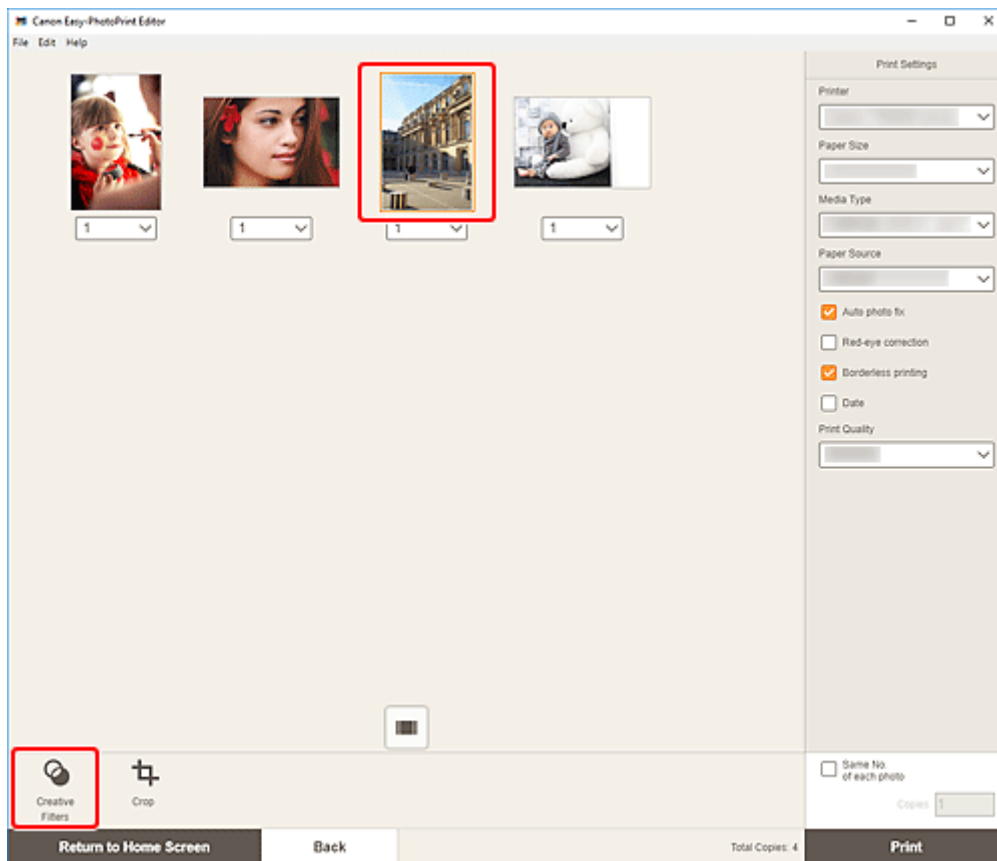 Canon Easy-PhotoPrint Editor
File Edit Help
1
1
1
1
Print Settings
Printer
Paper Size
Media Type
Paper Source
Auto photo fix
Red-eye correction
Borderless printing
Date
Print Quality
Creative
Filters
Crop
Same No.
of each photo
Copies 1
Return to Home Screen
Back
Total Copies: 4
Print